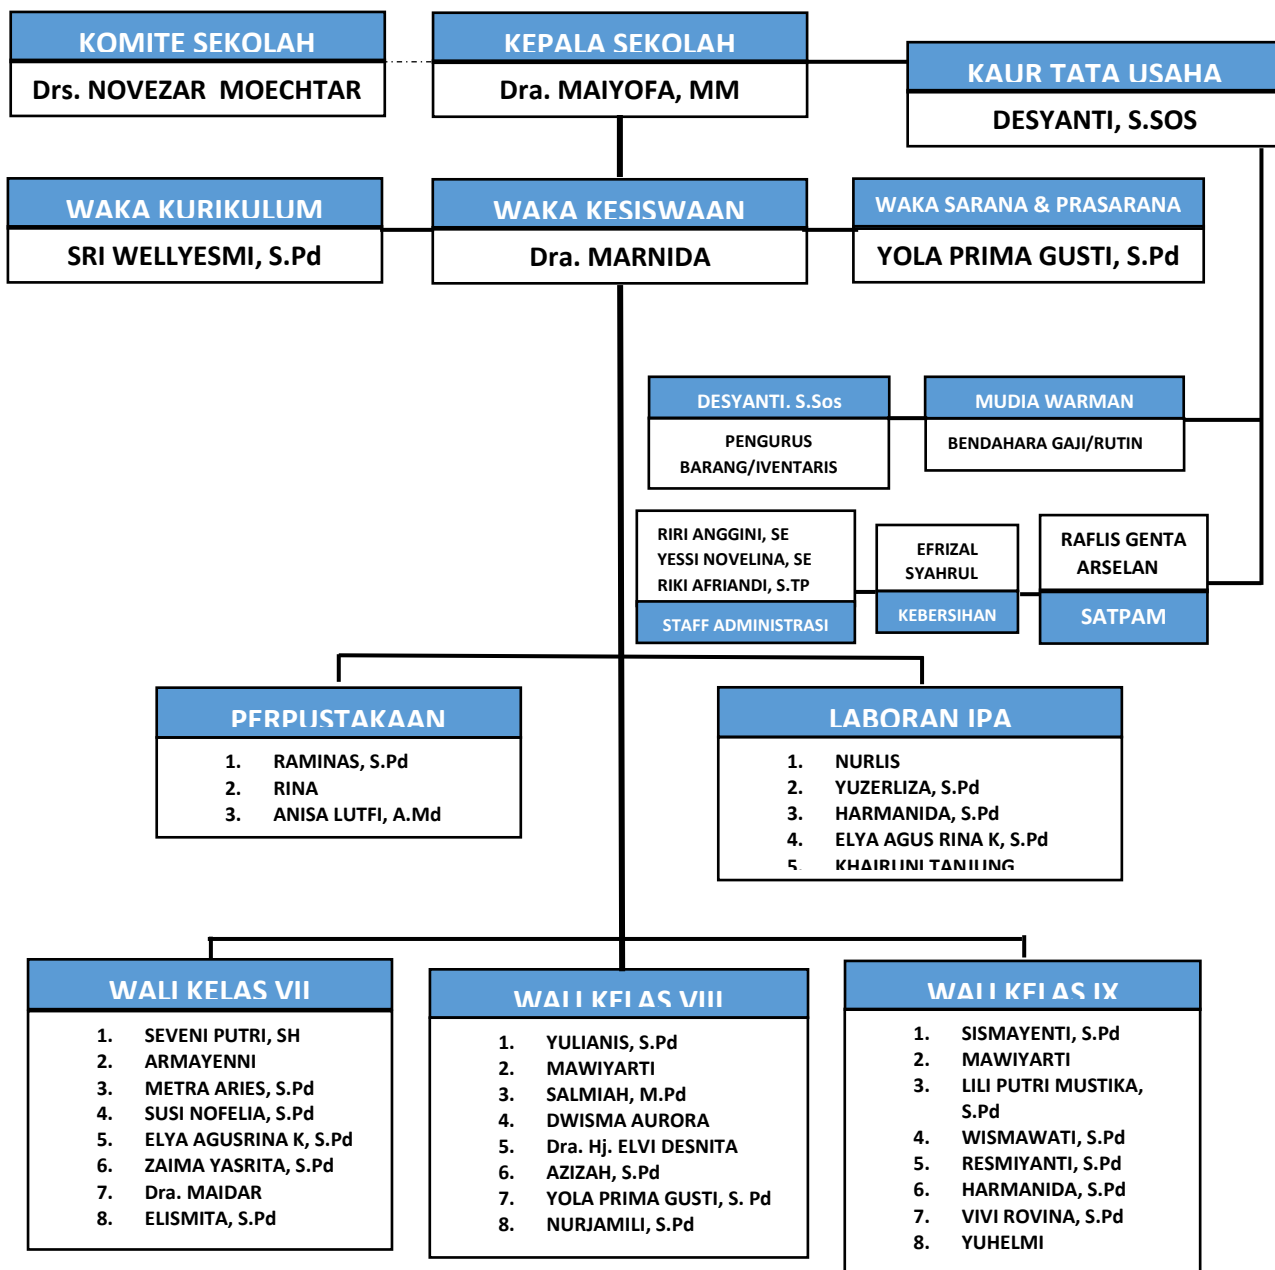 KOMITE SEKOLAH
Drs. NOVEZAR MOECHTAR
KEPALA SEKOLAH
Dra. MAIYOFA, MM
KAUR TATA USAHA
DESYANTI, S.SOS
WAKA KURIKULUM
SRI WELLYESMI, S.Pd
WAKA KESISWAAN
Dra. MARNIDA
WAKA SARANA & PRASARANA
YOLA PRIMA GUSTI, S.Pd
DESYANTI. S.Sos
PENGURUS
BARANG/IVENTARIS
MUDIA WARMAN
BENDAHARA GAJI/RUTIN
RIRI ANGGINI, SE
YESSI NOVELINA, SE
RIKI AFRIANDI, S.TP
STAFF ADMINISTRASI
EFRIZAL
SYAHRUL
KEBERSIHAN
RAFLIS GENTA
ARSELAN
SATPAM
PERPUSTAKAAN
1. RAMINAS, S.Pd
2. RINA
3. ANISA LUTFI, A.Md
LABORAN IPA
1. NURLIS
2. YUZERLIZA, S.Pd
3. HARMANIDA, S.Pd
4. ELYA AGUS RINA K, S.Pd
5. KHAIRUNI TANJUNG
WALI KELAS VII
1. SEVENI PUTRI, SH
2. ARMAYENNI
3. METRA ARIES, S.Pd
4. SUSI NOFELIA, S.Pd
5. ELYA AGUSRINA K, S.Pd
6. ZAIMA YASRITA, S.Pd
7. Dra. MAIDAR
8. ELISMITA, S.Pd
WALI KELAS VIII
1. YULIANIS, S.Pd
2. MAWIYARTI
3. SALMIAH, M.Pd
4. DWISMA AURORA
5. Dra. Hj. ELVI DESNITA
6. AZIZAH, S.Pd
7. YOLA PRIMA GUSTI, S. Pd
8. NURJAMILI, S.Pd
WALI KELAS IX
1. SISMAYENTI, S.Pd
2. MAWIYARTI
3. LILI PUTRI MUSTIKA,
S.Pd
4. WISMAWATI, S.Pd
5. RESMIYANTI, S.Pd
6. HARMANIDA, S.Pd
7. VIVI ROVINA, S.Pd
8. YUHELMI